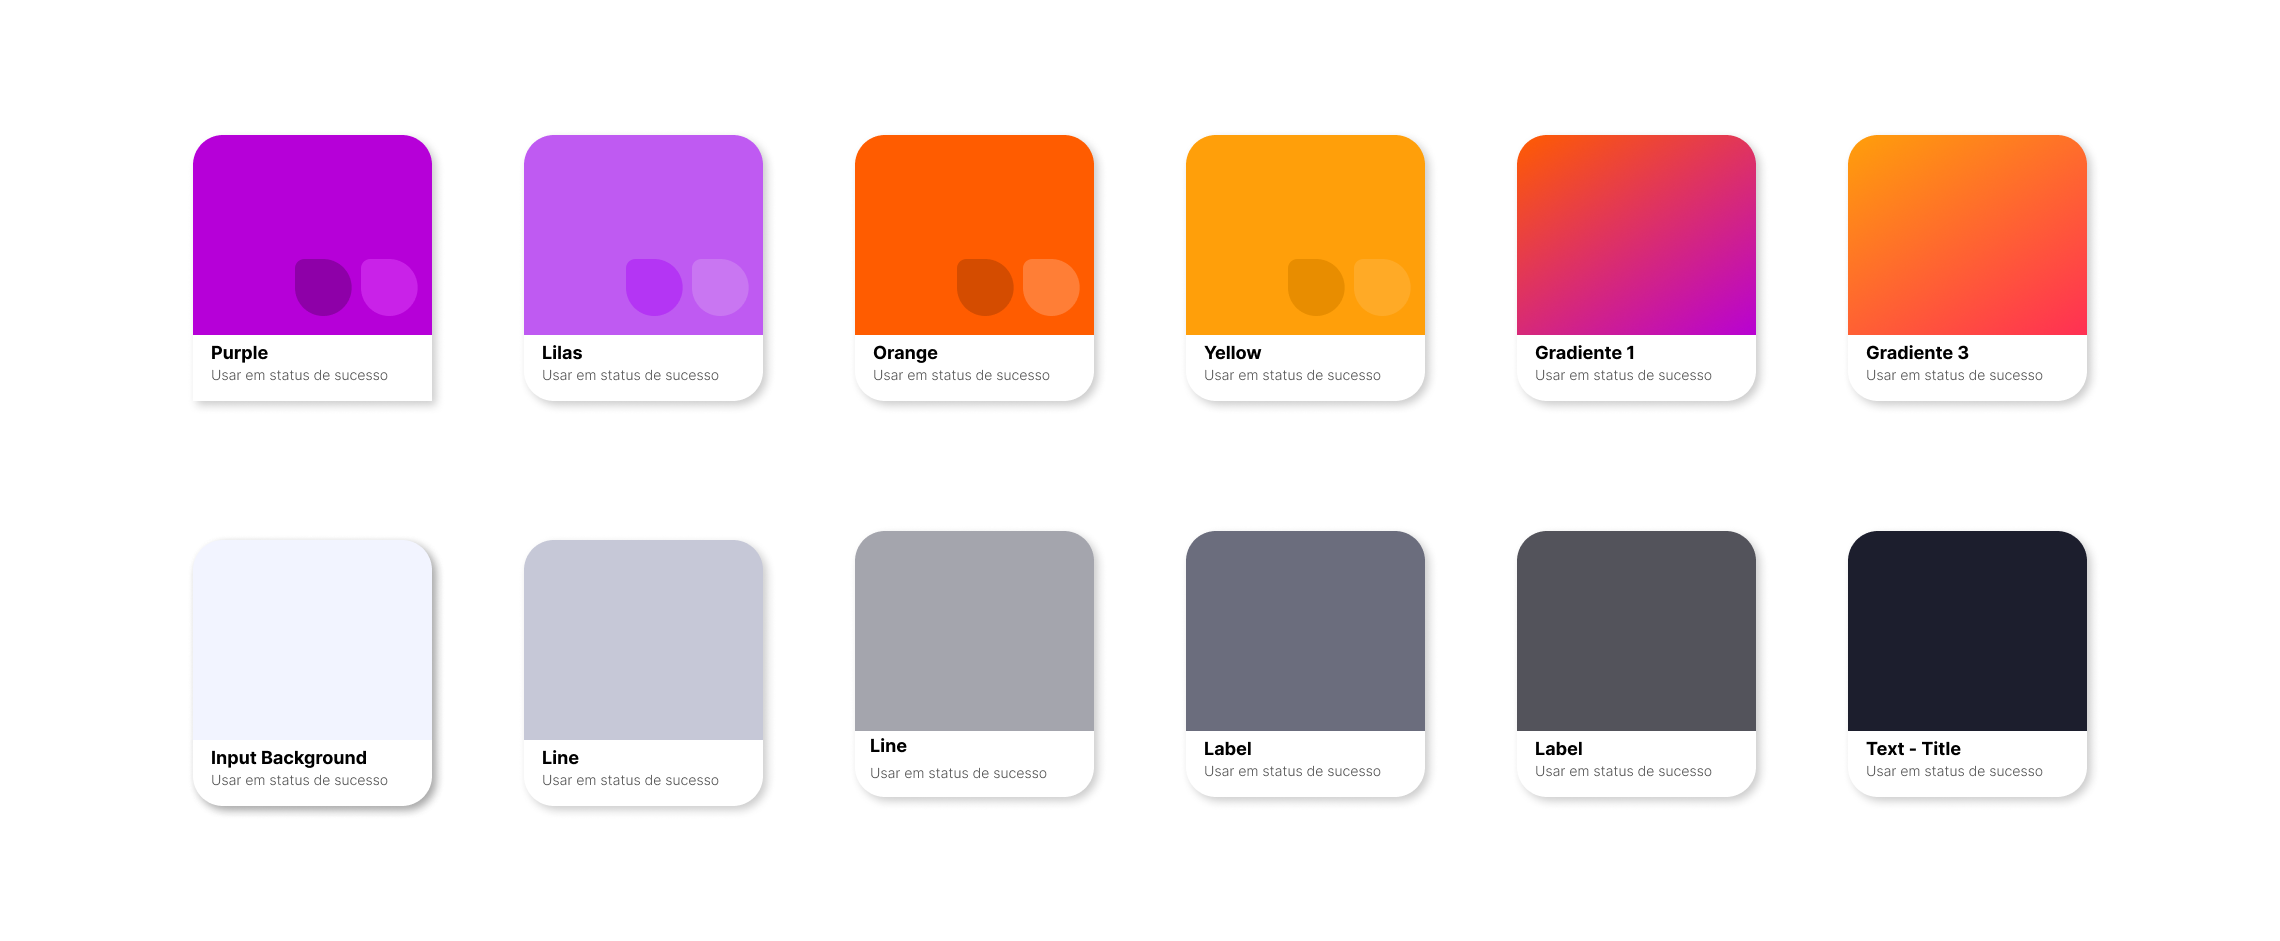 Purple
Usar em status de sucesso
Lilas
Usar em status de sucesso
Orange
Usar em status de sucesso
Yellow
Usar em status de sucesso
Gradiente 1
Usar em status de sucesso
Gradiente 3
Usar em status de sucesso
Input Background
Usar em status de sucesso
Line
Usar em status de sucesso
Line
Usar em status de sucesso
Label
Usar em status de sucesso
Label
Usar em status de sucesso
Text - Title
Usar em status de sucesso